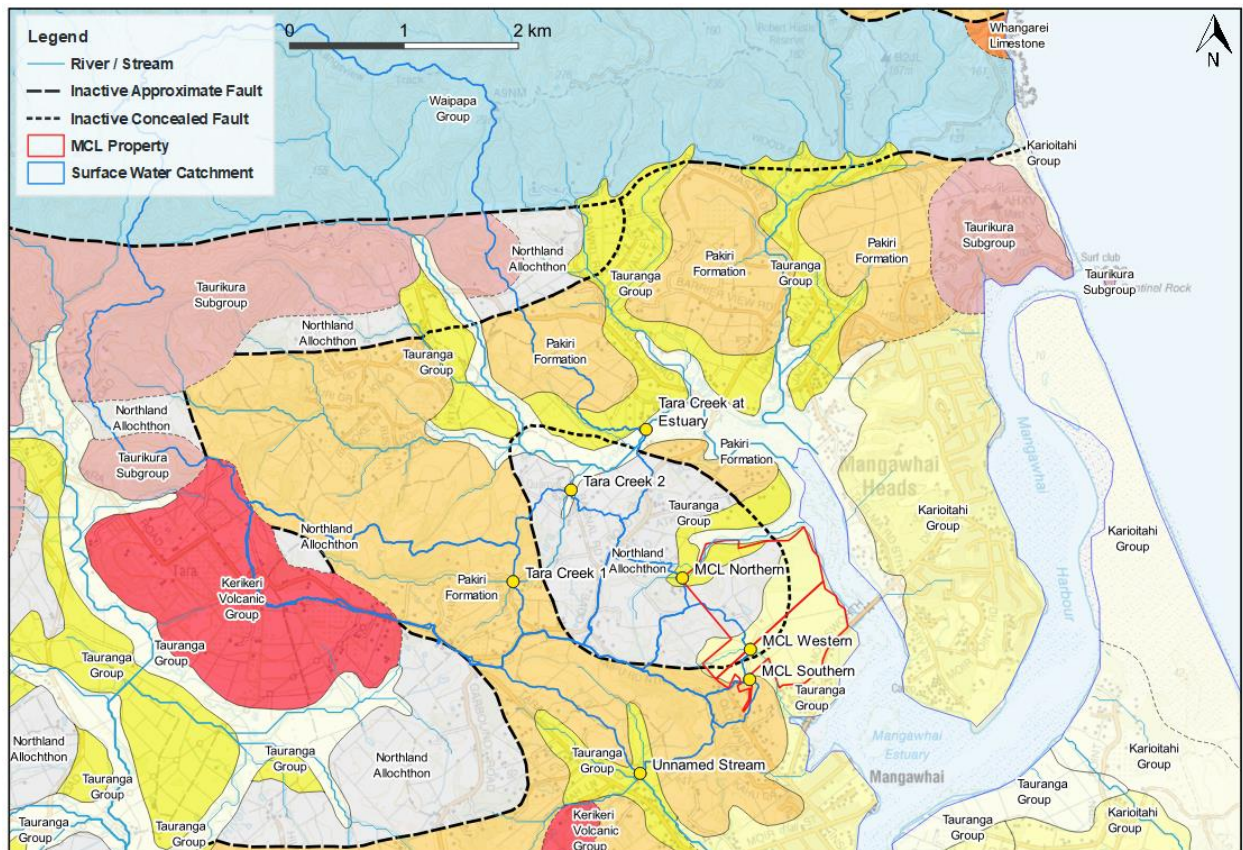 Legend
River / Stream
Inactive Approximate Fault
Inactive Concealed Fault
MCL Property
Surface Water Catchment
0 1 2 km
N
Whangarei
Limestone
Waipapa
Group
Karioitahi
Group
Taurikura
Subgroup
Surf club
Taurikura
Subgroup
Sentinel Rock
Northland
Allochthon
Pakiri
Formation
Pakiri
Formation
Tauranga
Group
Tauranga
Group
Taurikura
Subgroup
Northland
Allochthon
Tauranga
Group
Pakiri
Formation
Northland
Allochthon
Taurikura
Subgroup
Tara Creek at
Estuary
Pakiri
Formation
Mangawhai
Heads
Mangawhai
Harbour
Karioitahi
Group
Karioitahi
Group
Tara Creek 2
Tauranga
Group
Northland
Allochthon
Northland
Allochthon
MCL Northern
Tara Creek 1
Pakiri
Formation
Tara
Kerikeri
Volcanic
Group
MCL Western
MCL Southern
Tauranga
Group
Tauranga
Group
Tauranga
Group
Northland
Allochthon
Tauranga
Group
Northland
Allochthon
Tauranga
Group
Unnamed Stream
Mangawhai
Estuary
Mangawhai
Karioitahi
Group
Tauranga
Group
Tauranga
Group
Tauranga
Group
Tauranga
Group
Kerikeri
Volcanic
Group
Tauranga
Group
Karioitahi
Group